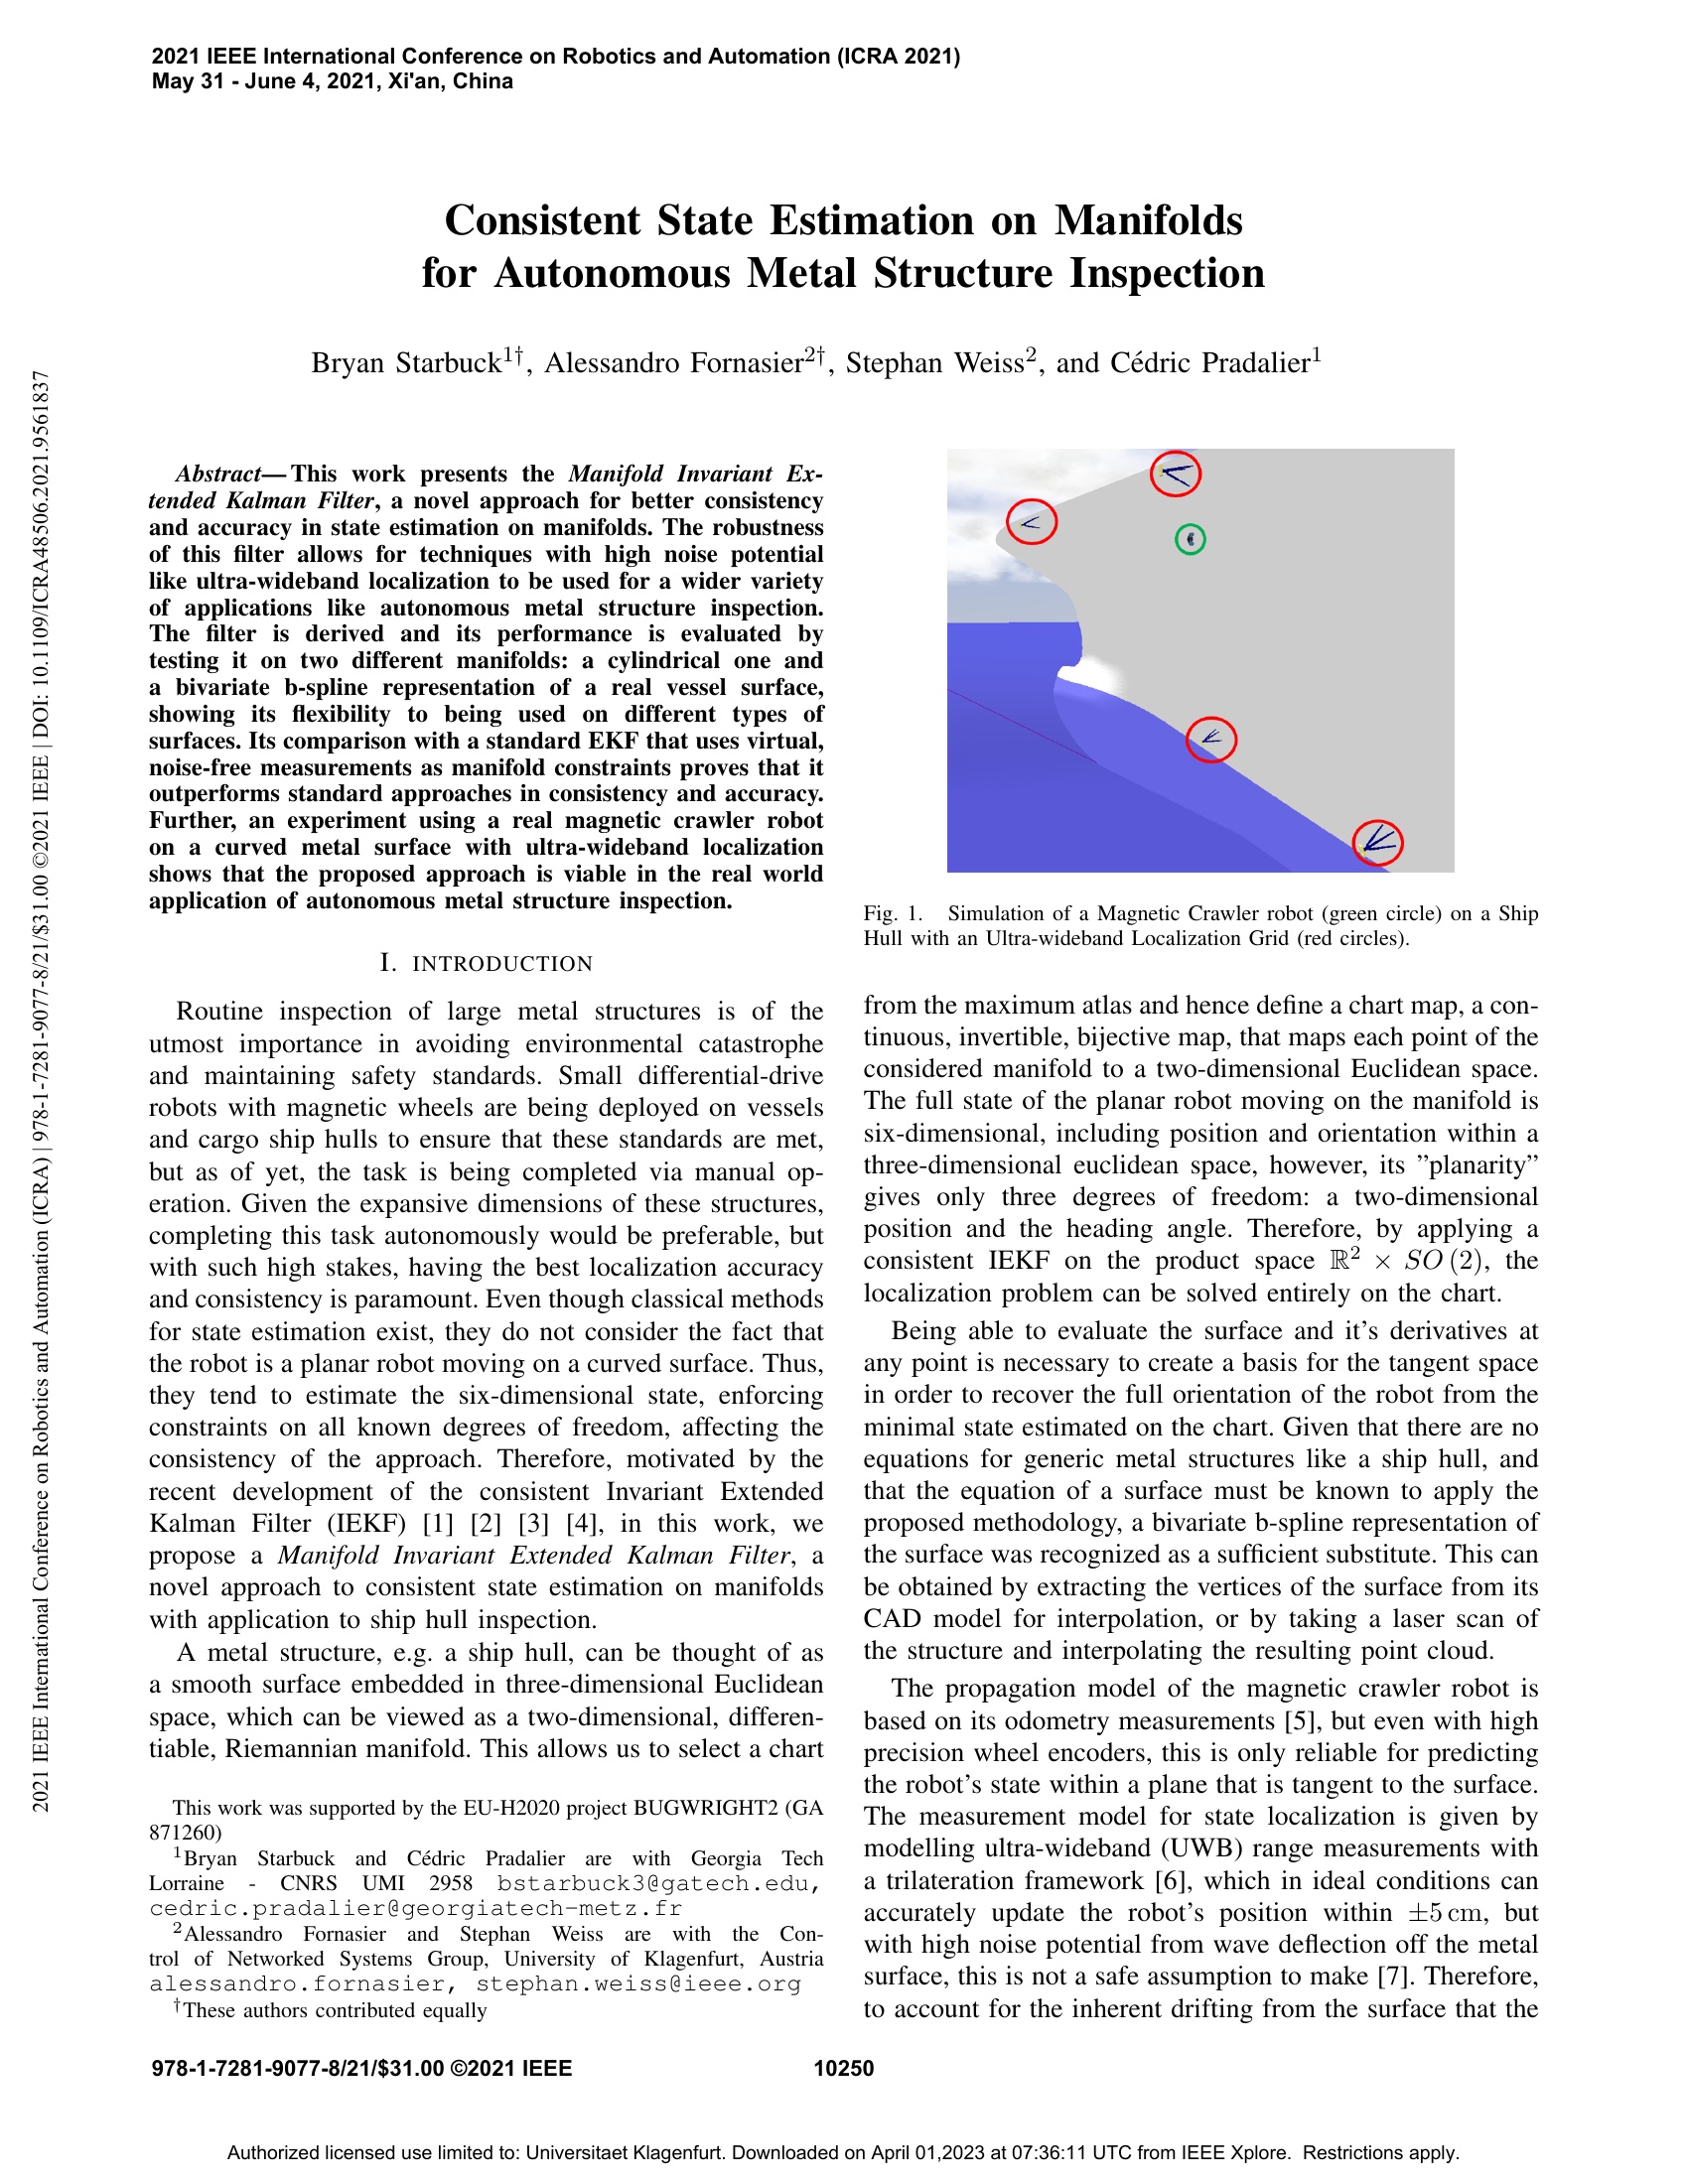 2021 IEEE International Conference on Robotics and Automation (ICRA 2021)
May 31 - June 4, 2021, Xi'an, China
Consistent State Estimation on Manifolds
for Autonomous Metal Structure Inspection
Bryan Starbuck1†, Alessandro Fornasier2†, Stephan Weiss2, and Cédric Pradalier1
Abstract—This work presents the Manifold Invariant Ex-
tended Kalman Filter, a novel approach for better consistency
and accuracy in state estimation on manifolds. The robustness
of this filter allows for techniques with high noise potential
like ultra-wideband localization to be used for a wider variety
of applications like autonomous metal structure inspection.
The filter is derived and its performance is evaluated by
testing it on two different manifolds: a cylindrical one and
a bivariate b-spline representation of a real vessel surface,
showing its flexibility to being used on different types of
surfaces. Its comparison with a standard EKF that uses virtual,
noise-free measurements as manifold constraints proves that it
outperforms standard approaches in consistency and accuracy.
Further, an experiment using a real magnetic crawler robot
on a curved metal surface with ultra-wideband localization
shows that the proposed approach is viable in the real world
application of autonomous metal structure inspection.
I. INTRODUCTION
Routine inspection of large metal structures is of the
utmost importance in avoiding environmental catastrophe
and maintaining safety standards. Small differential-drive
robots with magnetic wheels are being deployed on vessels
and cargo ship hulls to ensure that these standards are met,
but as of yet, the task is being completed via manual op-
eration. Given the expansive dimensions of these structures,
completing this task autonomously would be preferable, but
with such high stakes, having the best localization accuracy
and consistency is paramount. Even though classical methods
for state estimation exist, they do not consider the fact that
the robot is a planar robot moving on a curved surface. Thus,
they tend to estimate the six-dimensional state, enforcing
constraints on all known degrees of freedom, affecting the
consistency of the approach. Therefore, motivated by the
recent development of the consistent Invariant Extended
Kalman Filter (IEKF) [1] [2] [3] [4], in this work, we
propose a Manifold Invariant Extended Kalman Filter, a
novel approach to consistent state estimation on manifolds
with application to ship hull inspection.
A metal structure, e.g. a ship hull, can be thought of as
a smooth surface embedded in three-dimensional Euclidean
space, which can be viewed as a two-dimensional, differen-
tiable, Riemannian manifold. This allows us to select a chart
This work was supported by the EU-H2020 project BUGWRIGHT2 (GA
871260)
1Bryan Starbuck and Cédric Pradalier are with Georgia Tech
Lorraine - CNRS UMI 2958 bstarbuck3@gatech.edu,
cedric.pradalier@georgiatech-metz.fr
2Alessandro Fornasier and Stephan Weiss are with the Con-
trol of Networked Systems Group, University of Klagenfurt, Austria
alessandro.fornasier, stephan.weiss@ieee.org
†These authors contributed equally
Fig. 1. Simulation of a Magnetic Crawler robot (green circle) on a Ship
Hull with an Ultra-wideband Localization Grid (red circles).
from the maximum atlas and hence define a chart map, a con-
tinuous, invertible, bijective map, that maps each point of the
considered manifold to a two-dimensional Euclidean space.
The full state of the planar robot moving on the manifold is
six-dimensional, including position and orientation within a
three-dimensional euclidean space, however, its ”planarity”
gives only three degrees of freedom: a two-dimensional
position and the heading angle. Therefore, by applying a
consistent IEKF on the product space ℝ² × SO (2), the
localization problem can be solved entirely on the chart.
Being able to evaluate the surface and it's derivatives at
any point is necessary to create a basis for the tangent space
in order to recover the full orientation of the robot from the
minimal state estimated on the chart. Given that there are no
equations for generic metal structures like a ship hull, and
that the equation of a surface must be known to apply the
proposed methodology, a bivariate b-spline representation of
the surface was recognized as a sufficient substitute. This can
be obtained by extracting the vertices of the surface from its
CAD model for interpolation, or by taking a laser scan of
the structure and interpolating the resulting point cloud.
The propagation model of the magnetic crawler robot is
based on its odometry measurements [5], but even with high
precision wheel encoders, this is only reliable for predicting
the robot's state within a plane that is tangent to the surface.
The measurement model for state localization is given by
modelling ultra-wideband (UWB) range measurements with
a trilateration framework [6], which in ideal conditions can
accurately update the robot's position within ±5 cm, but
with high noise potential from wave deflection off the metal
surface, this is not a safe assumption to make [7]. Therefore,
to account for the inherent drifting from the surface that the
978-1-7281-9077-8/21/$31.00 ©2021 IEEE
10250
Authorized licensed use limited to: Universitaet Klagenfurt. Downloaded on April 01,2023 at 07:36:11 UTC from IEEE Xplore. Restrictions apply.
2021 IEEE International Conference on Robotics and Automation (ICRA) | 978-1-7281-9077-8/21/$31.00 ©2021 IEEE | DOI: 10.1109/ICRA48506.2021.9561837